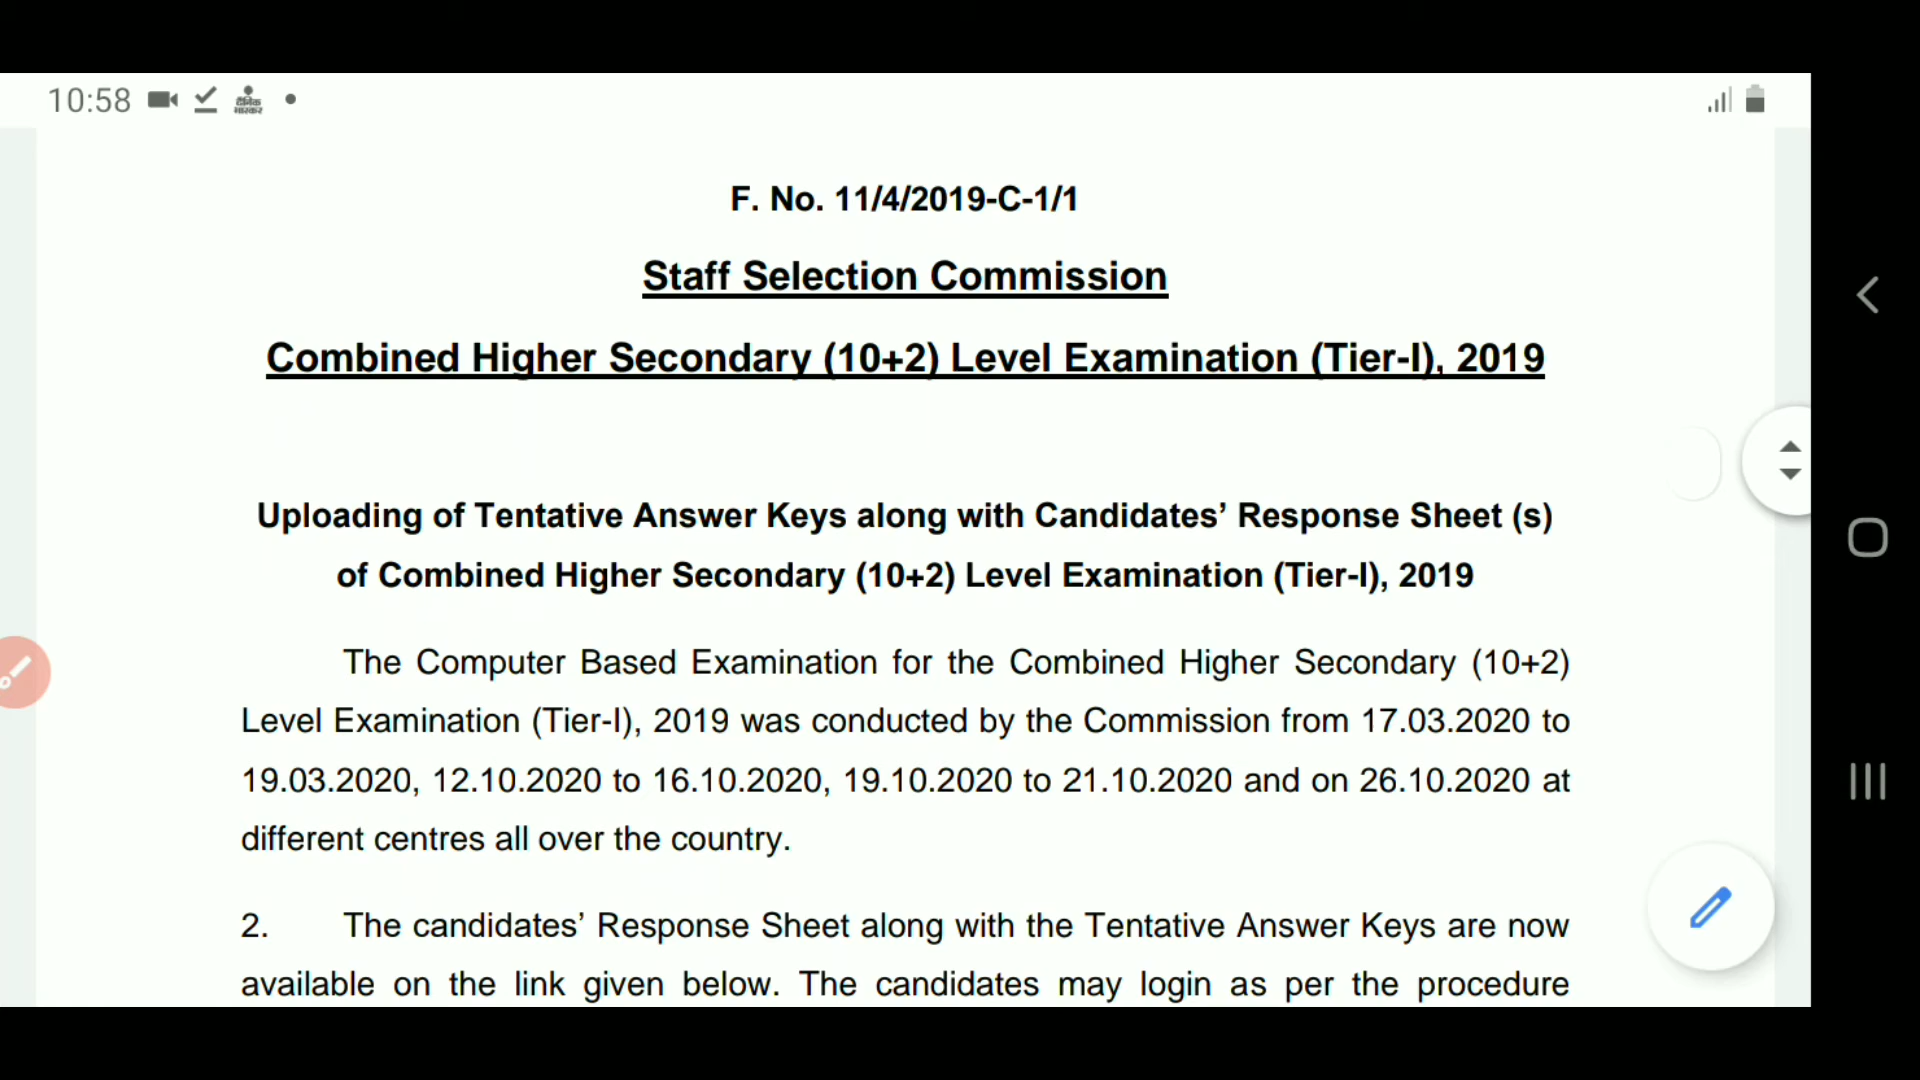 10:58
दैनिक
भास्कर
F. No. 11/4/2019-C-1/1
Staff Selection Commission
Combined Higher Secondary (10+2) Level Examination (Tier-I), 2019
Uploading of Tentative Answer Keys along with Candidates’ Response Sheet (s)
of Combined Higher Secondary (10+2) Level Examination (Tier-I), 2019
The Computer Based Examination for the Combined Higher Secondary (10+2)
Level Examination (Tier-I), 2019 was conducted by the Commission from 17.03.2020 to
19.03.2020, 12.10.2020 to 16.10.2020, 19.10.2020 to 21.10.2020 and on 26.10.2020 at
different centres all over the country.
2. The candidates’ Response Sheet along with the Tentative Answer Keys are now
available on the link given below. The candidates may login as per the procedure